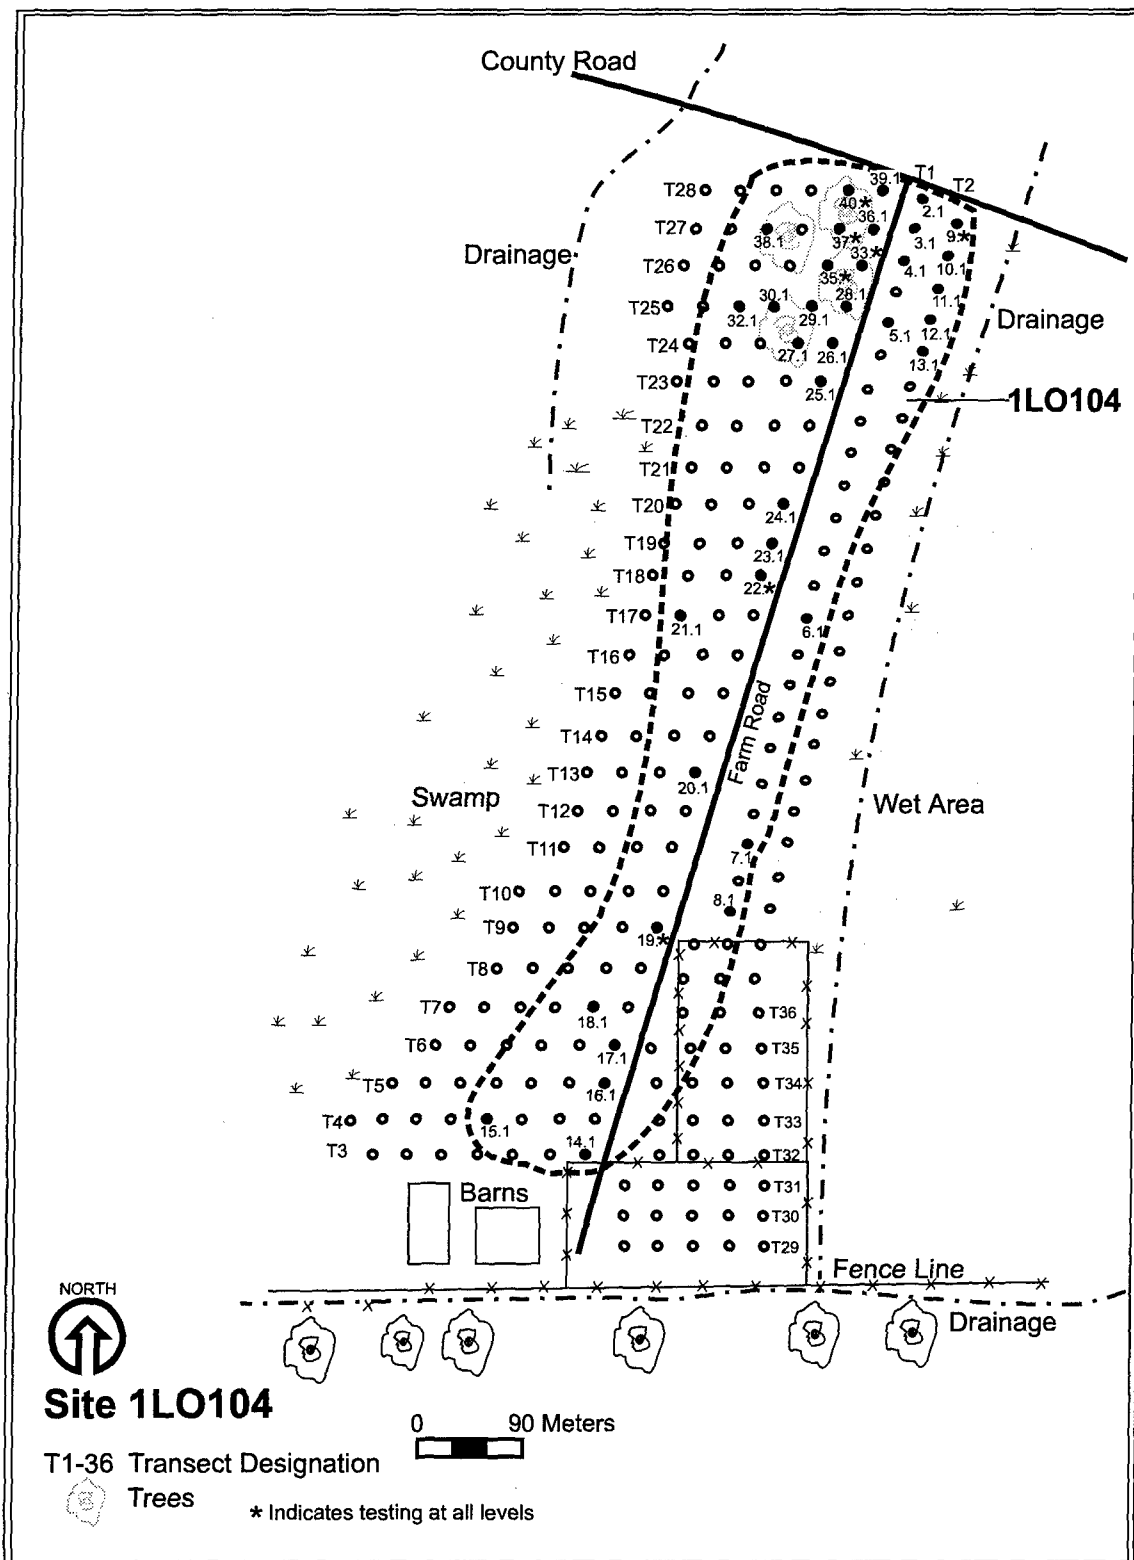 County Road
T1
39.1
T2
T28
40.*
2.1
36.1
9.*
T27
38.1
37.*
3.1
33.*
Drainage
T26
35.*
4.1
10.1
T25
30.1
28.1
11.1
32.1
29.1
Drainage
5.1
12.1
T24
27.1
26.1
13.1
T23
25.1
1LO104
T22
T21
T20
24.1
T19
23.1
T18
22.*
T17
21.1
6.1
T16
T15
Farm Road
T14
T13
20.1
Swamp
Wet Area
T12
T11
7.1
T10
8.1
T9
19.*
T8
T7
18.1
T36
T6
17.1
T35
T5
16.1
T34
T4
15.1
T33
T3
14.1
T32
Barns
T31
T30
T29
Fence Line
NORTH
Drainage
Site 1LO104
0 90 Meters
T1-36 Transect Designation
Trees
* Indicates testing at all levels